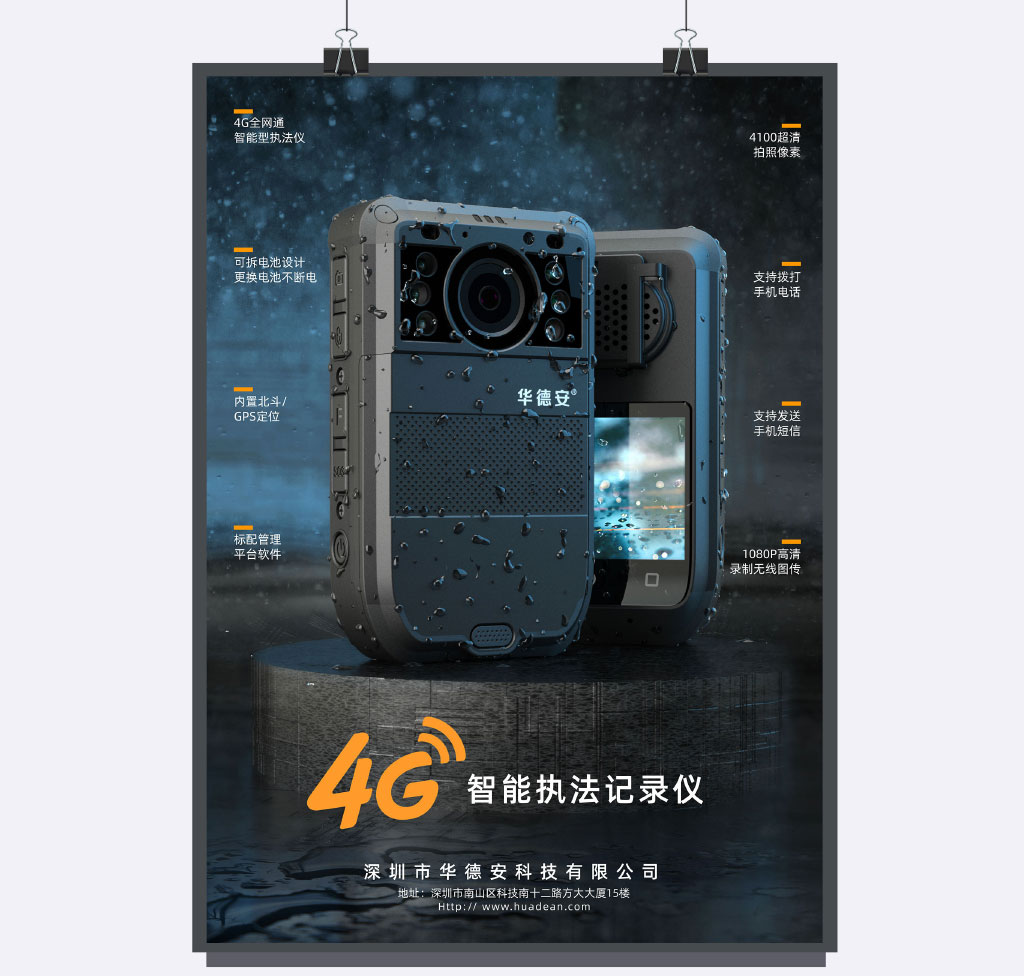 4G全网通
智能型执法仪
4100超清
拍照像素
可拆电池设计
更换电池不断电
支持拨打
手机电话
内置北斗/
GPS定位
支持发送
手机短信
标配管理
平台软件
1080P高清
录制无线图传
华德安®
4G 智能执法记录仪
深圳市华德安科技有限公司
地址：深圳市南山区科技南十二路方大大厦15楼
Http:// www.huadean.com